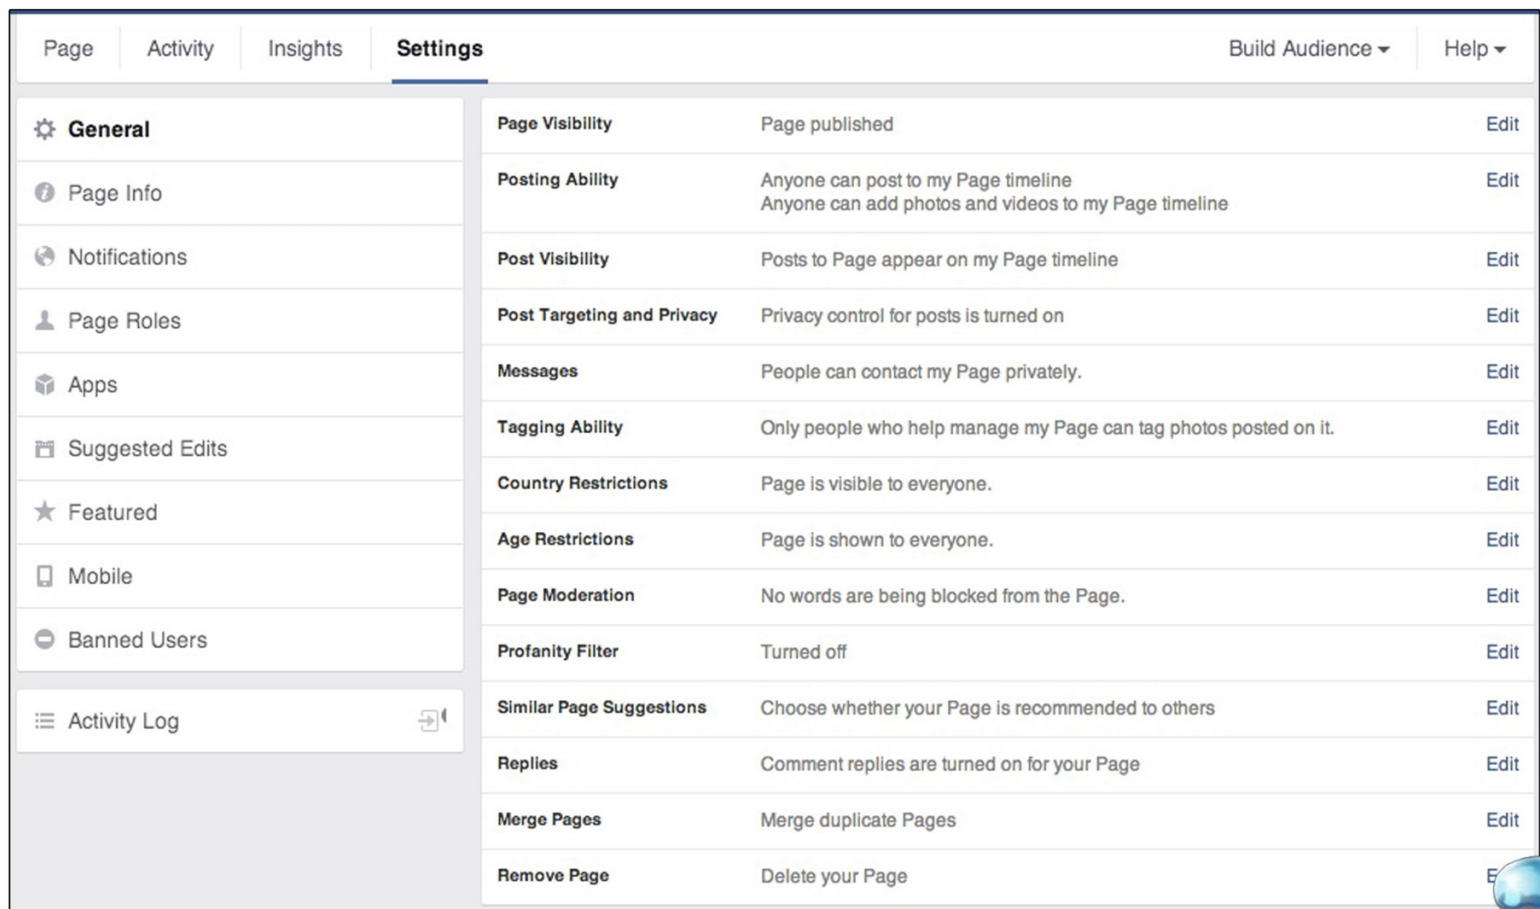 Page
Activity
Insights
Settings
Build Audience
Help
General
Page Info
Notifications
Page Roles
Apps
Suggested Edits
Featured
Mobile
Banned Users
Activity Log
Page Visibility
Page published
Edit
Posting Ability
Anyone can post to my Page timeline
Anyone can add photos and videos to my Page timeline
Edit
Post Visibility
Posts to Page appear on my Page timeline
Edit
Post Targeting and Privacy
Privacy control for posts is turned on
Edit
Messages
People can contact my Page privately.
Edit
Tagging Ability
Only people who help manage my Page can tag photos posted on it.
Edit
Country Restrictions
Page is visible to everyone.
Edit
Age Restrictions
Page is shown to everyone.
Edit
Page Moderation
No words are being blocked from the Page.
Edit
Profanity Filter
Turned off
Edit
Similar Page Suggestions
Choose whether your Page is recommended to others
Edit
Replies
Comment replies are turned on for your Page
Edit
Merge Pages
Merge duplicate Pages
Edit
Remove Page
Delete your Page